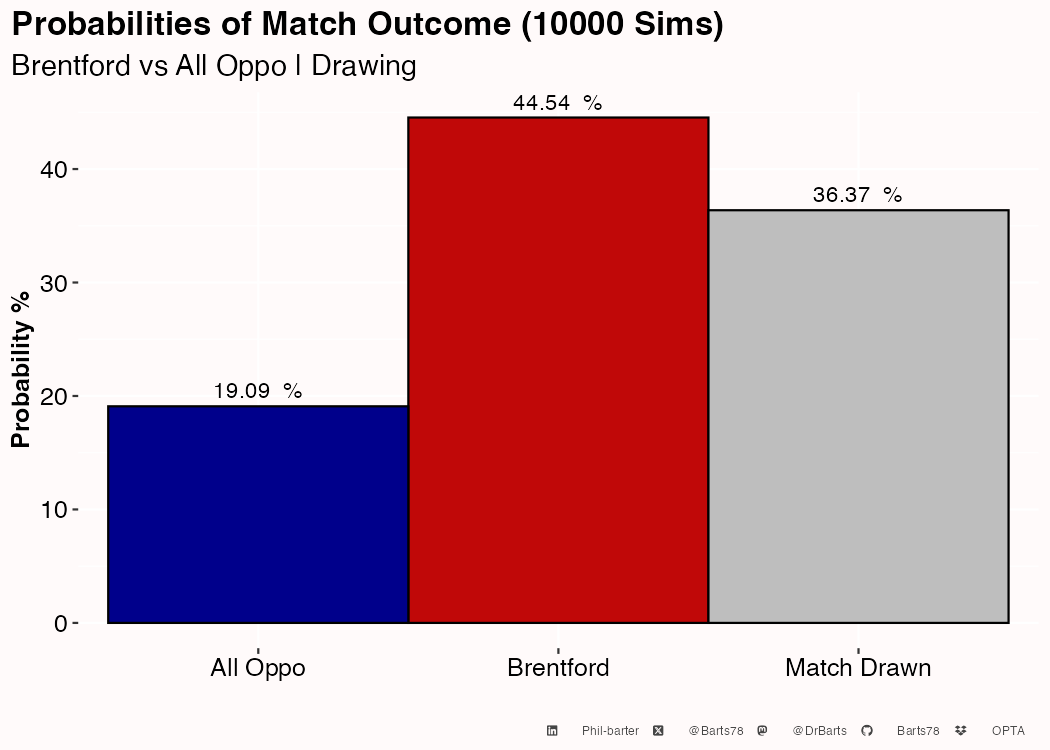 Probabilities of Match Outcome (10000 Sims)
Brentford vs All Oppo | Drawing
44.54 %
36.37 %
19.09 %
Probability %
40
30
20
10
0
All Oppo
Brentford
Match Drawn
Phil-barter @Barts78 @DrBarts Barts78 OPTA